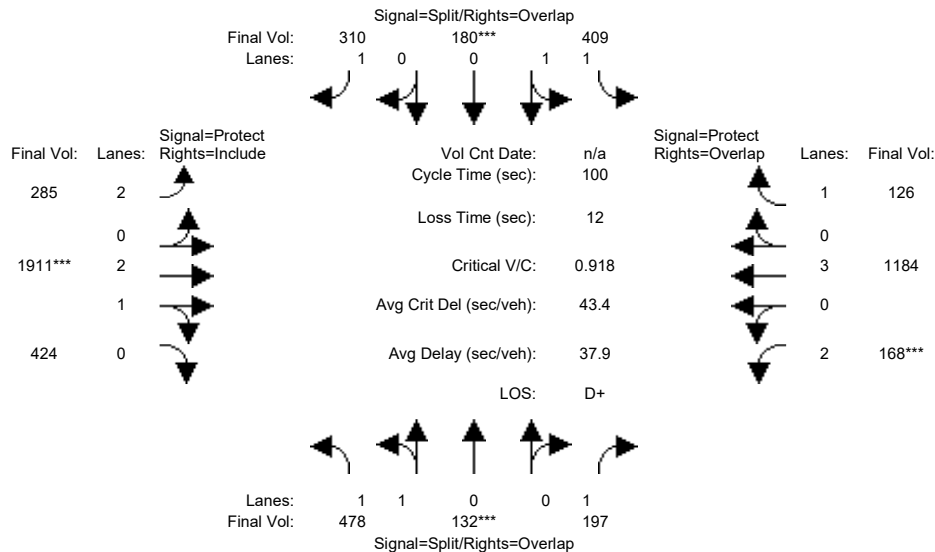 Signal=Split/Rights=Overlap
Final Vol: 310 180*** 409
Lanes: 1 0 0 1 1
Signal=Protect Signal=Protect
Final Vol: Lanes: Rights=Include Vol Cnt Date: n/a Rights=Overlap Lanes: Final Vol:
Cycle Time (sec): 100
285 2 1 126
Loss Time (sec): 12
0 0
1911*** 2 Critical V/C: 0.918 3 1184
1 Avg Crit Del (sec/veh): 43.4 0
424 0 Avg Delay (sec/veh): 37.9 2 168***
LOS: D+
Lanes: 1 1 0 0 1
Final Vol: 478 132*** 197
Signal=Split/Rights=Overlap